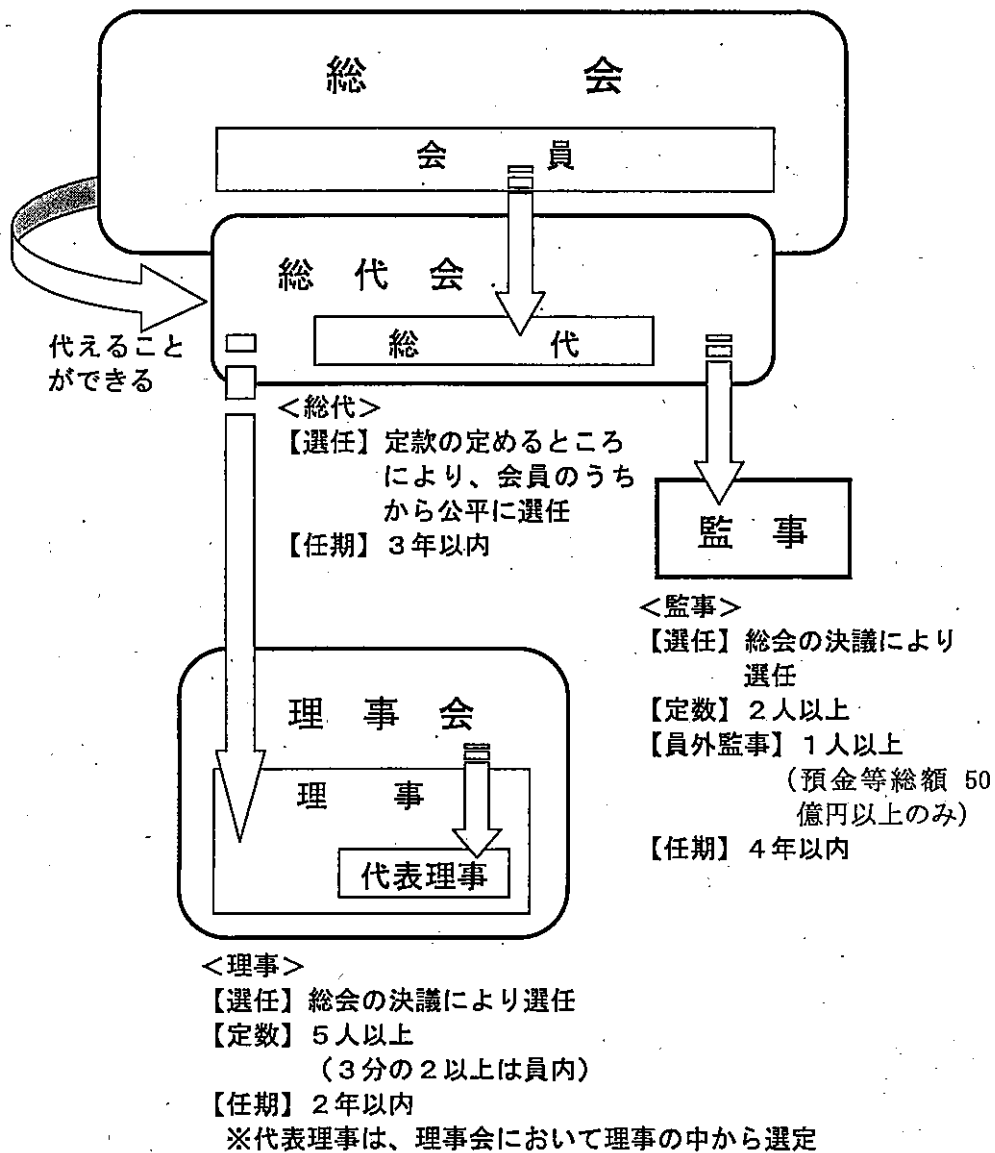 総　　　会
会　　員
総　代　会
総　　代
代えること
ができる
＜総代＞
【選任】定款の定めるところ
により、会員のうち
から公平に選任
【任期】３年以内
監　事
＜監事＞
【選任】総会の決議により
選任
【定数】２人以上
【員外監事】１人以上
（預金等総額 50
億円以上のみ）
【任期】４年以内
理　事　会
理　　事
代表理事
＜理事＞
【選任】総会の決議により選任
【定数】５人以上
（３分の２以上は員内）
【任期】２年以内
※代表理事は、理事会において理事の中から選定